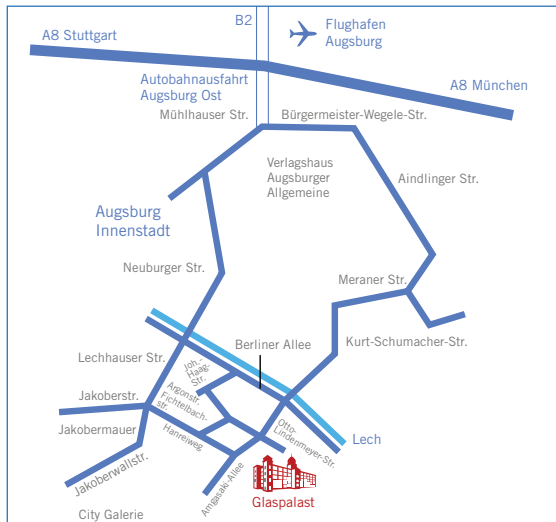 B2
Flughafen
Augsburg
A8 Stuttgart
Autobahnausfahrt
Augsburg Ost
A8 München
Mühlhauser Str.
Bürgermeister-Wegele-Str.
Verlagshaus
Augsburger
Allgemeine
Aindlinger Str.
Augsburg
Innenstadt
Neuburger Str.
Meraner Str.
Berliner Allee
Kurt-Schumacher-Str.
Lechhauser Str.
Joh.-
Haag-
Str.
Argonstr.
Fichtelbach-
str.
Jakoberstr.
Jakobermauer
Hanreiweg
Otto-
Lindenmeyer-Str.
Lech
Jakoberwallstr.
Amgasaki-Allee
Glaspalast
City Galerie